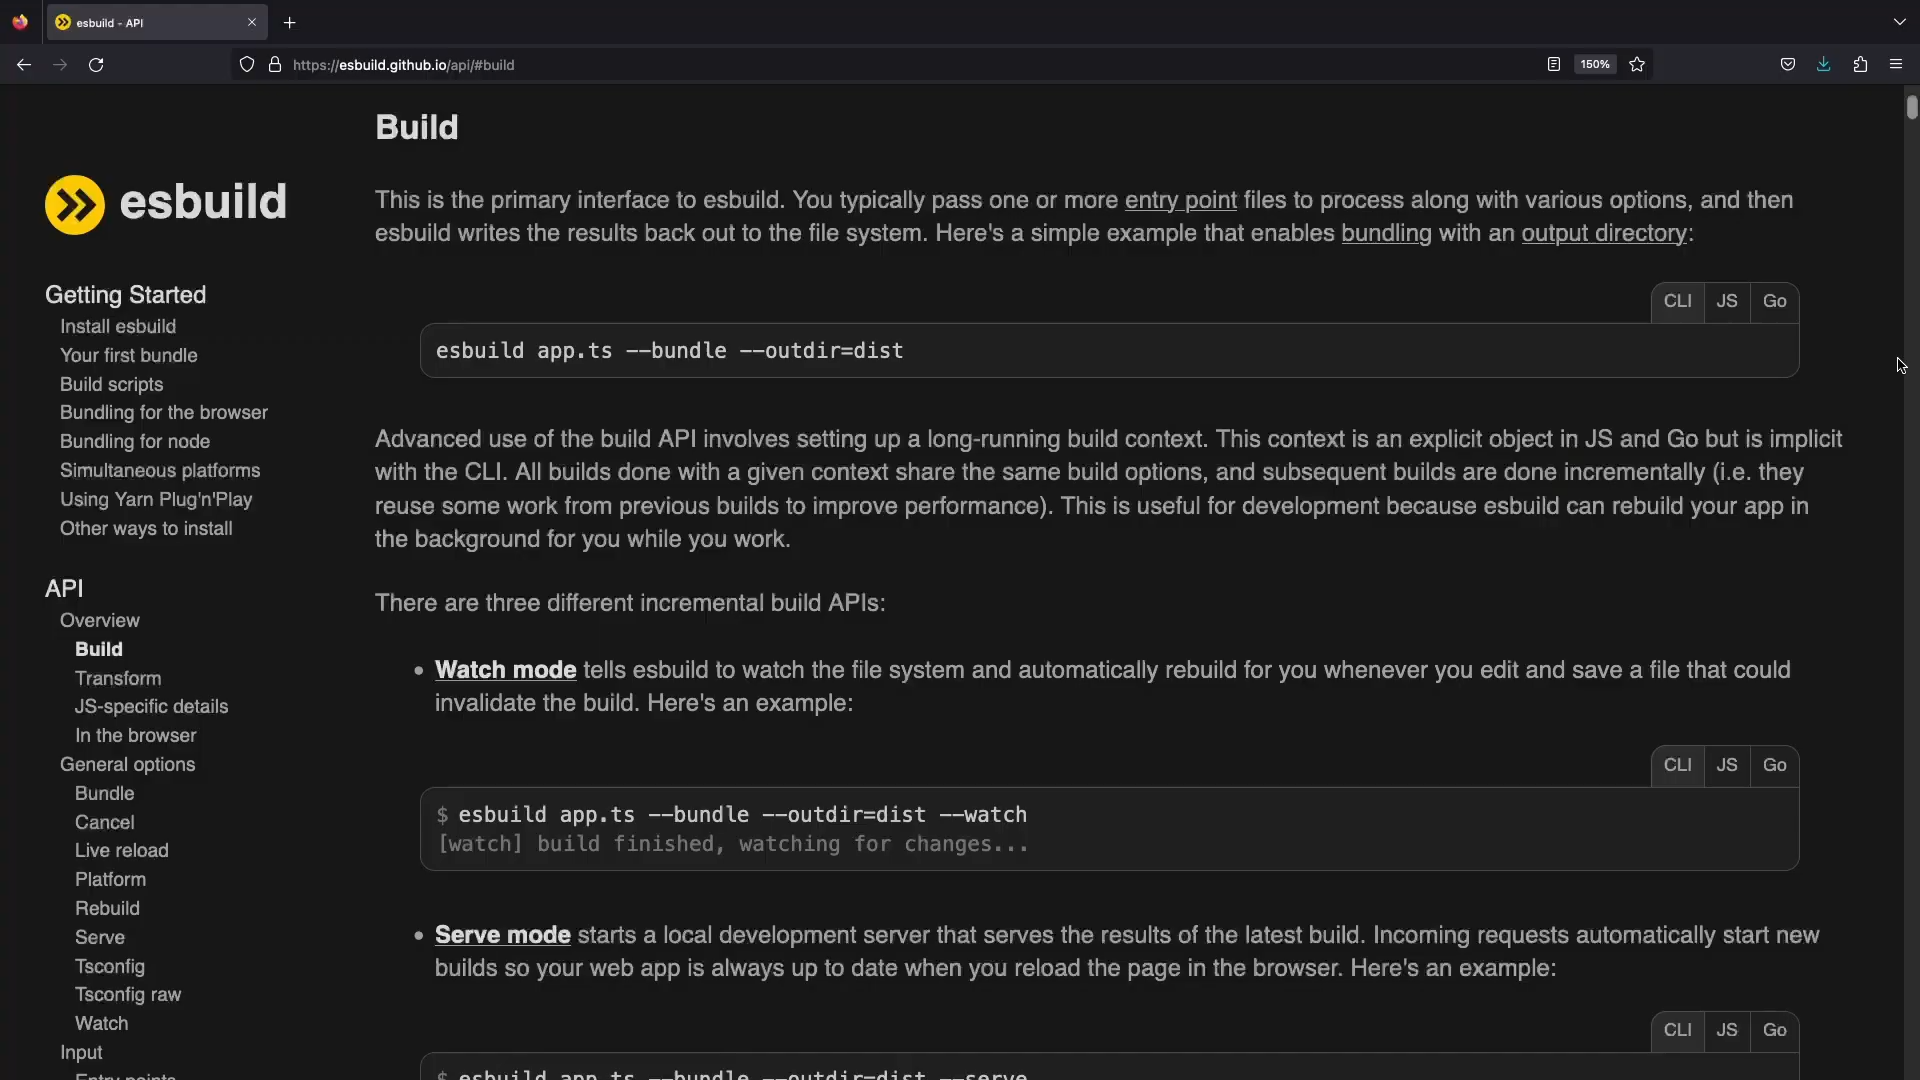 esbuild - API
https://esbuild.github.io/api/#build
150%
esbuild
Getting Started
Install esbuild
Your first bundle
Build scripts
Bundling for the browser
Bundling for node
Simultaneous platforms
Using Yarn Plug'n'Play
Other ways to install
API
Overview
Build
Transform
JS-specific details
In the browser
General options
Bundle
Cancel
Live reload
Platform
Rebuild
Serve
Tsconfig
Tsconfig raw
Watch
Input
Entry points
Build
This is the primary interface to esbuild. You typically pass one or more entry point files to process along with various options, and then
esbuild writes the results back out to the file system. Here's a simple example that enables bundling with an output directory:
CLI JS Go
esbuild app.ts --bundle --outdir=dist
Advanced use of the build API involves setting up a long-running build context. This context is an explicit object in JS and Go but is implicit
with the CLI. All builds done with a given context share the same build options, and subsequent builds are done incrementally (i.e. they
reuse some work from previous builds to improve performance). This is useful for development because esbuild can rebuild your app in
the background for you while you work.
There are three different incremental build APIs:
• Watch mode tells esbuild to watch the file system and automatically rebuild for you whenever you edit and save a file that could
invalidate the build. Here's an example:
CLI JS Go
$ esbuild app.ts --bundle --outdir=dist --watch
[watch] build finished, watching for changes...
• Serve mode starts a local development server that serves the results of the latest build. Incoming requests automatically start new
builds so your web app is always up to date when you reload the page in the browser. Here's an example:
CLI JS Go
$ esbuild app.ts --bundle --outdir=dist --serve